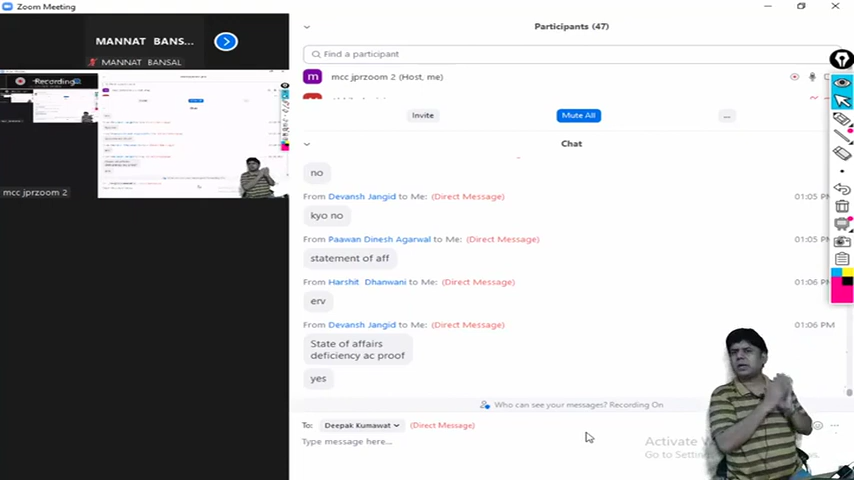 Zoom Meeting
MANNAT BANS...
MANNAT BANSAL
Recording...
mcc jprzoom 2
Participants (47)
Find a participant
m
mcc jprzoom 2 (Host, me)
Invite
Mute All
...
Chat
no
From Devansh Jangid to Me: (Direct Message) 01:05 PM
kyo no
From Paawan Dinesh Agarwal to Me: (Direct Message) 01:05 P
statement of aff
From Harshit Dhanwani to Me: (Direct Message) 01:06 P
erv
From Devansh Jangid to Me: (Direct Message) 01:06 PM
State of affairs
deficiency ac proof
yes
Who can see your messages? Recording On
To: Deepak Kumawat (Direct Message)
Type message here...
Activate
Go to Setti